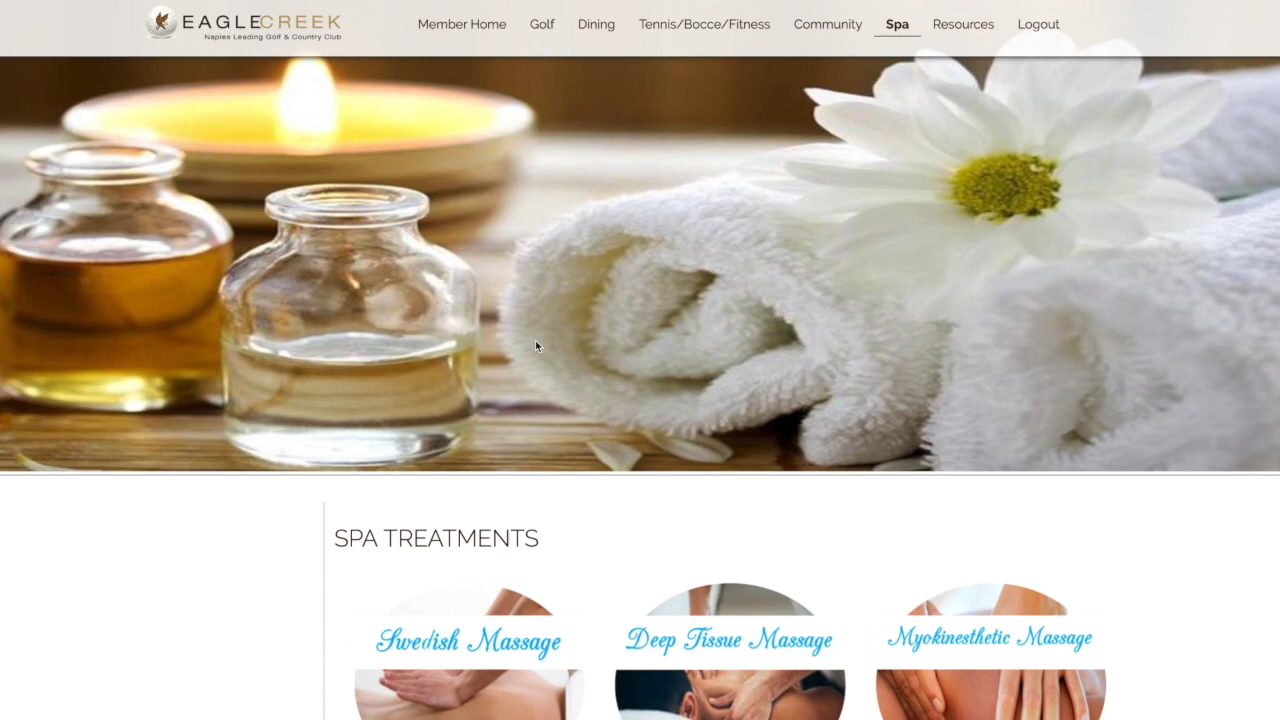 EAGLECREEK
Naples Leading Golf & Country Club
Member Home
Golf
Dining
Tennis/Bocce/Fitness
Community
Spa
Resources
Logout
SPA TREATMENTS
Swedish Massage
Deep Tissue Massage
Myokinesthetic Massage